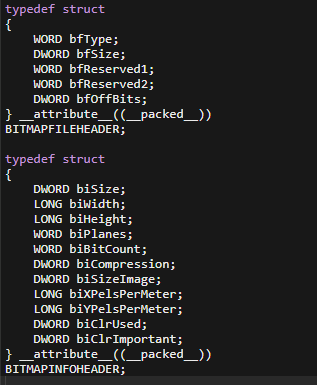 typedef struct
{
    WORD bfType;
    DWORD bfSize;
    WORD bfReserved1;
    WORD bfReserved2;
    DWORD bfOffBits;
} __attribute__((__packed__))
BITMAPFILEHEADER;

typedef struct
{
    DWORD biSize;
    LONG biWidth;
    LONG biHeight;
    WORD biPlanes;
    WORD biBitCount;
    DWORD biCompression;
    DWORD biSizeImage;
    LONG biXPelsPerMeter;
    LONG biYPelsPerMeter;
    DWORD biClrUsed;
    DWORD biClrImportant;
} __attribute__((__packed__))
BITMAPINFOHEADER;